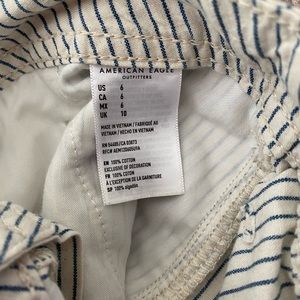 AMERICAN EAGLE
OUTFITTERS
US 6
CA 6
MX 6
UK 10
MADE IN VIETNAM / FABRIQUÉ AU
VIETNAM / HECHO EN VIETNAM
EN 100% COTTON
EXCLUSIVE OF DECORATION
FR 100% COTON
EXCLUSION DE LA GARNITURE
SP 100% ALGODÓN